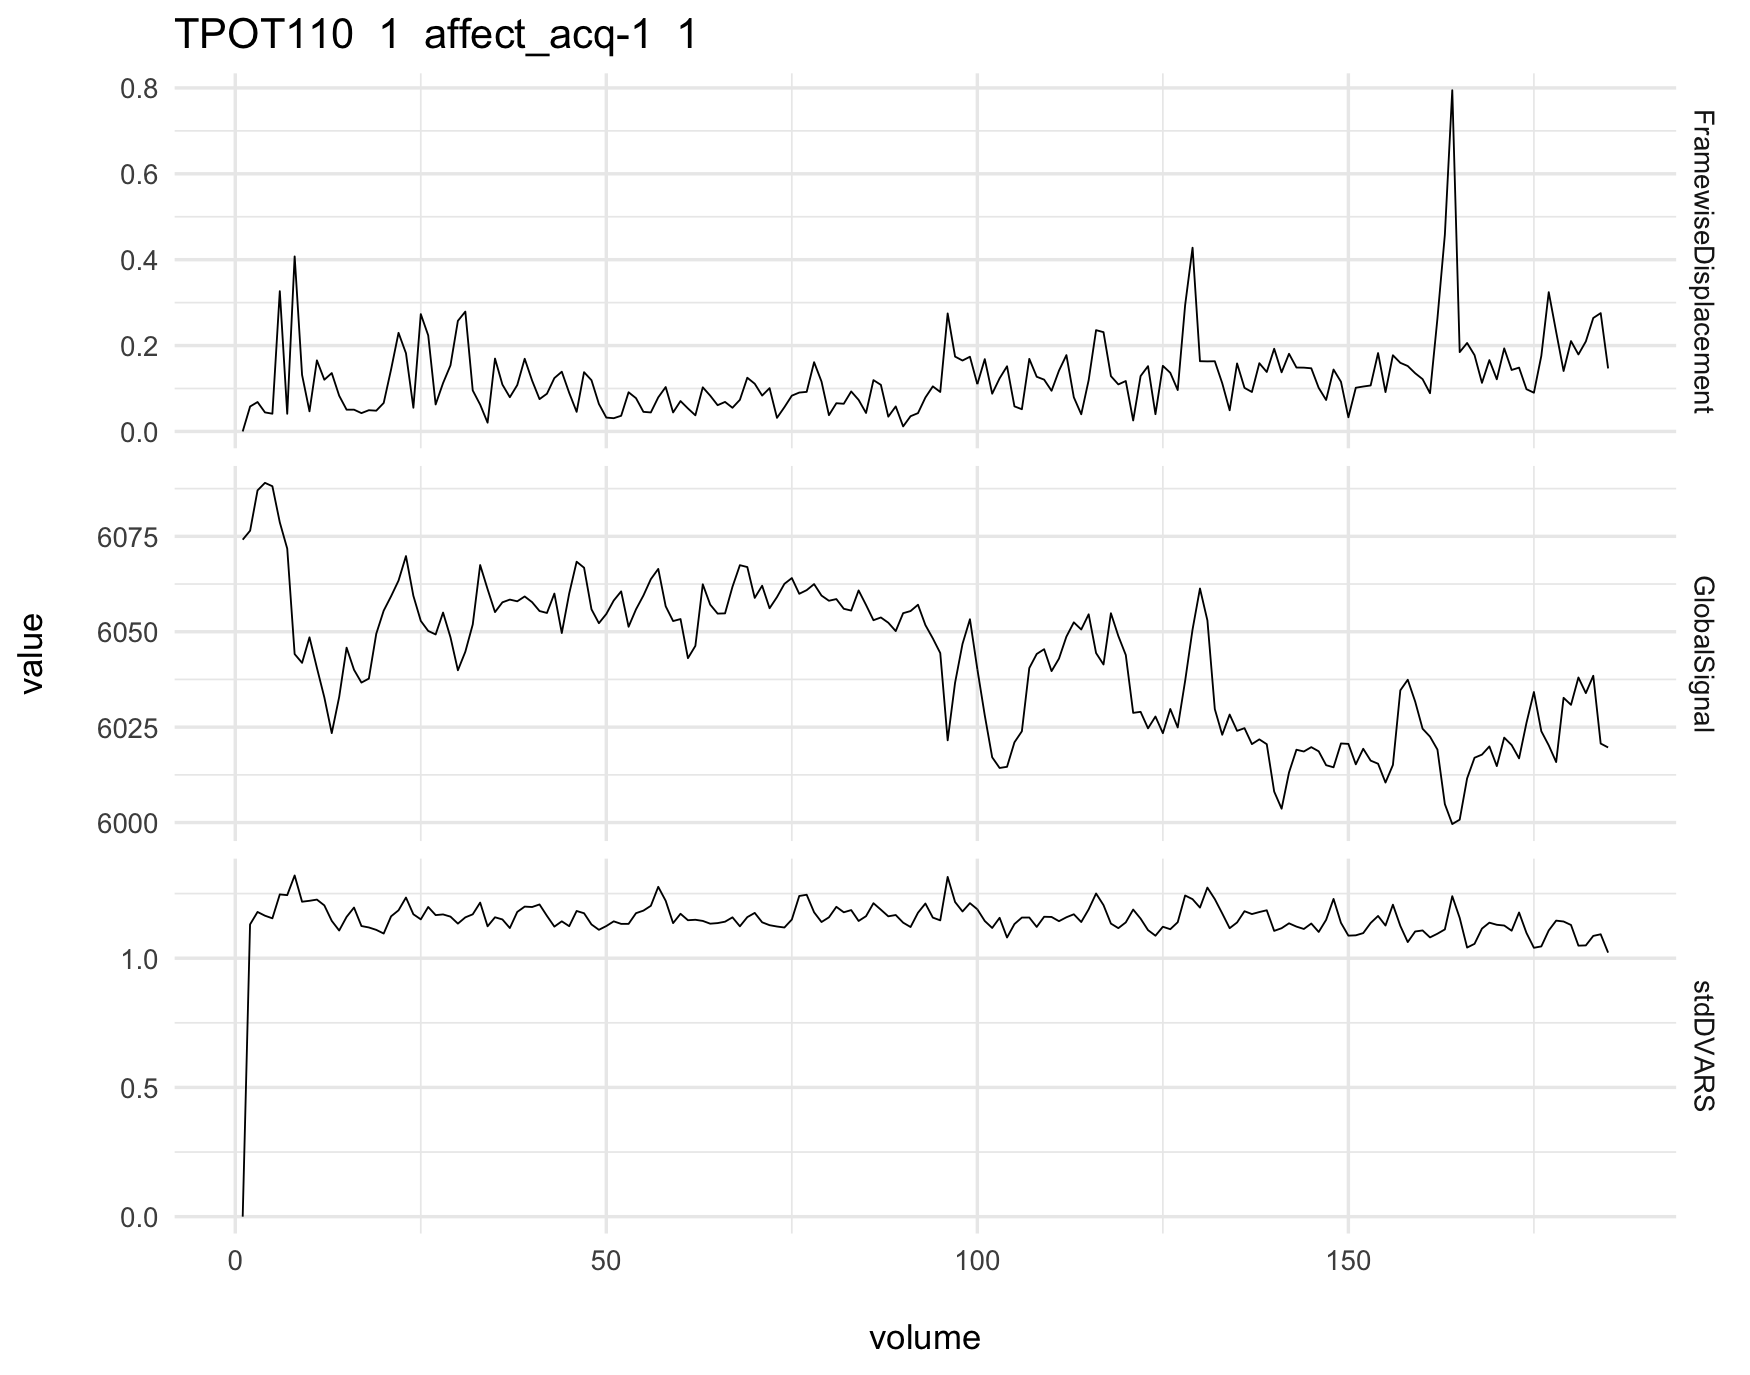 TPOT110 1 affect_acq-1 1
0.8
0.6
0.4
0.2
0.0
FramewiseDisplacement
6075
6050
6025
6000
GlobalSignal
value
1.0
0.5
0.0
stdDVARS
0 50 100 150
volume